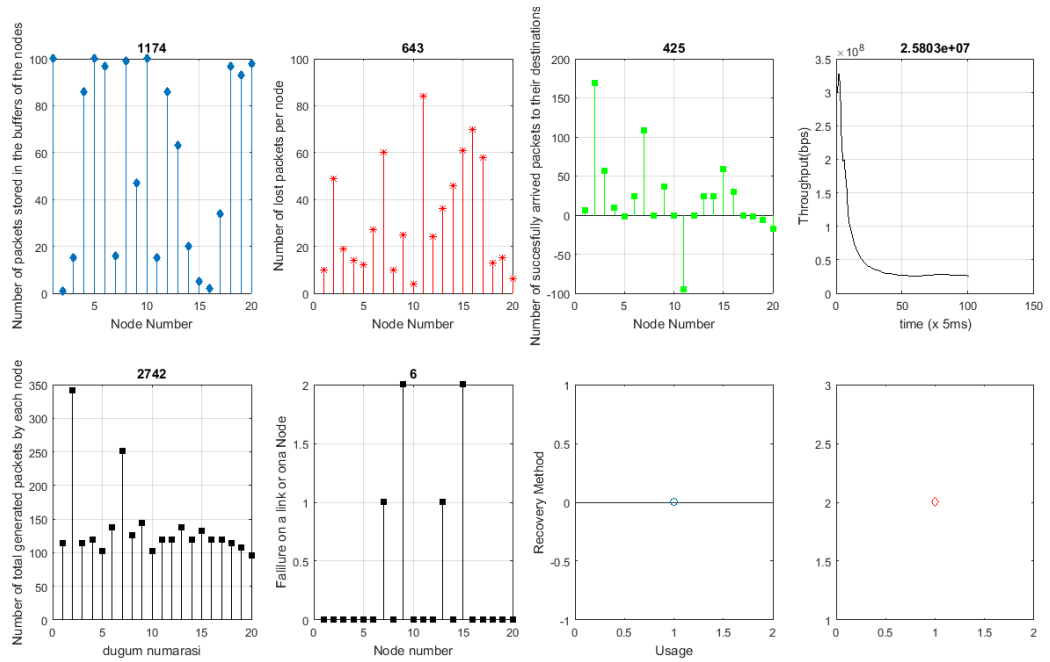 1174
Number of packets stored in the buffers of the nodes
100
80
60
40
20
0
5 10 15 20
Node Number
643
Number of lost packets per node
100
80
60
40
20
0
0 5 10 15 20
Node Number
425
Number of succesfully arrived packets to their destinations
200
150
100
50
0
-50
-100
0 5 10 15 20
Node Number
2.5803e+07
×10^8
Throughput(bps)
3.5
3
2.5
2
1.5
1
0.5
0
0 50 100 150
time (x 5ms)
2742
Number of total generated packets by each node
350
300
250
200
150
100
50
0
0 5 10 15 20
dugum numarasi
6
Falilure on a link or ona Node
2
1
0
0 5 10 15 20
Node number
Recovery Method
1
0.5
0
-0.5
-1
0 0.5 1 1.5 2
Usage
3
2.5
2
1.5
1
0 0.5 1 1.5 2